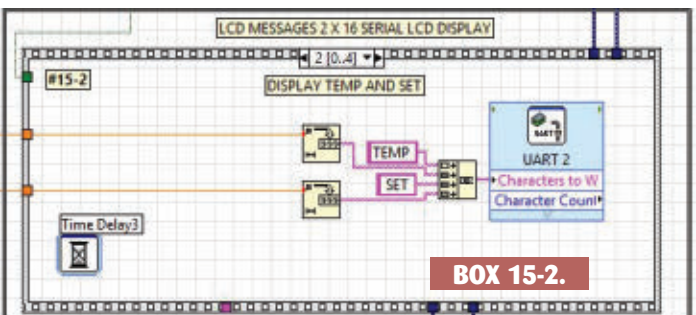 LCD MESSAGES 2 X 16 SERIAL LCD DISPLAY
2 [0..4]
#15-2
DISPLAY TEMP AND SET
TEMP
SET
UART
UART 2
Characters to W
Character Count
Time Delay3
BOX 15-2.